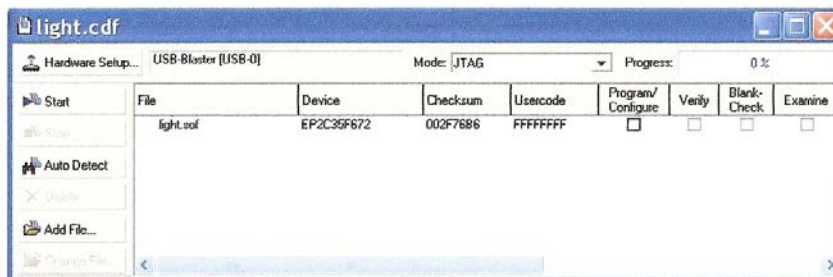 light.cdf
Hardware Setup... USB-Blaster [USB-0] Mode: JTAG Progress: 0 %
Start
Stop
Auto Detect
Delete
Add File...
Change File...
File Device Checksum Usercode Program/ Configure Verify Blank- Check Examine
light.sof EP2C35F672 002F76B6 FFFFFFFF